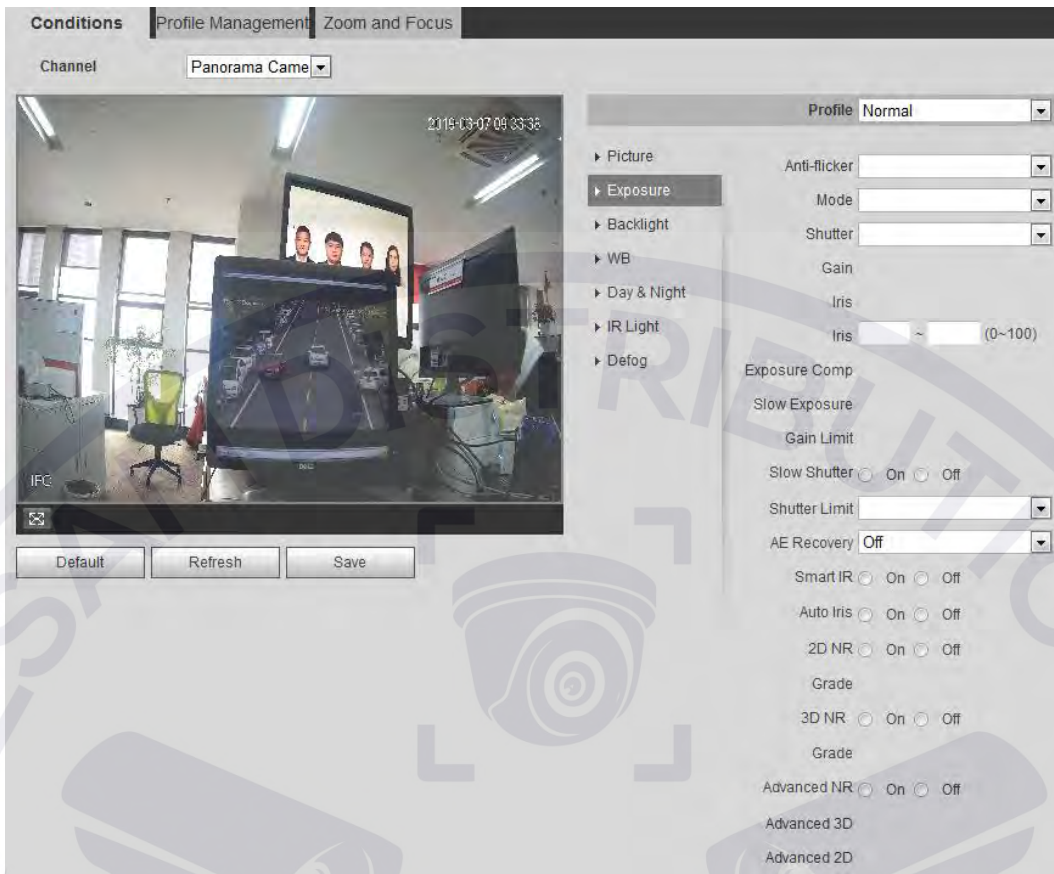 Conditions
Profile Management
Zoom and Focus
Channel
Panorama Came
2019-03-07 09:33:38
IPC
Default
Refresh
Save
Profile Normal
Picture
Exposure
Backlight
WB
Day & Night
IR Light
Defog
Anti-flicker
Mode
Shutter
Gain
Iris
Iris ~ (0~100)
Exposure Comp
Slow Exposure
Gain Limit
Slow Shutter On Off
Shutter Limit
AE Recovery Off
Smart IR On Off
Auto Iris On Off
2D NR On Off
Grade
3D NR On Off
Grade
Advanced NR On Off
Advanced 3D
Advanced 2D